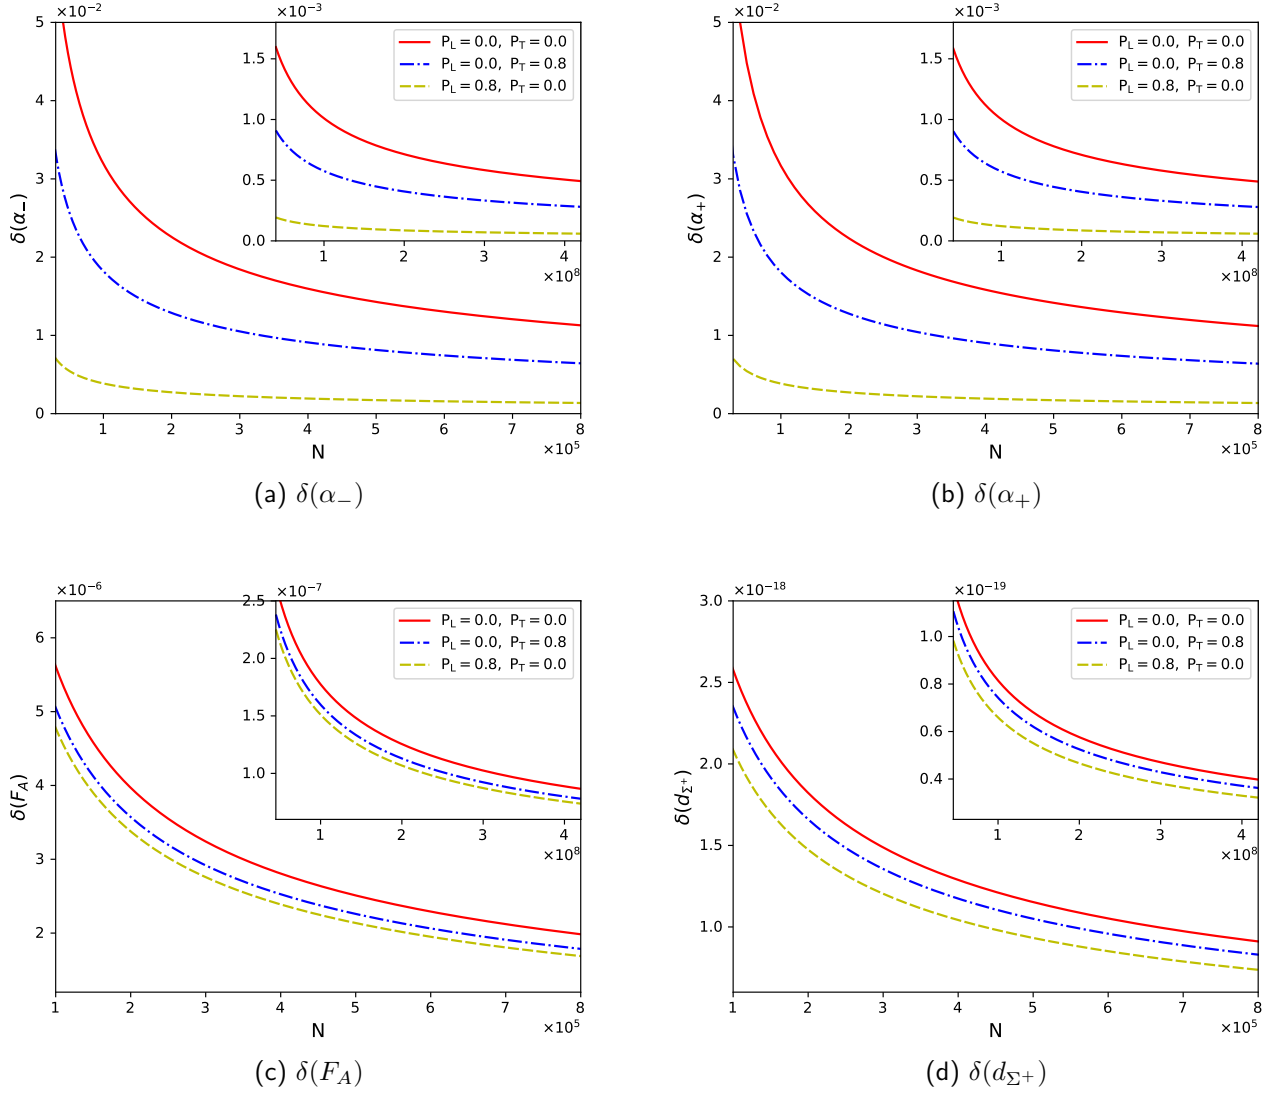 ×10⁻² ×10⁻³
5 4 3 2 1 0
δ(α₋)
1.5 1.0 0.5 0.0
P_L = 0.0, P_T = 0.0
P_L = 0.0, P_T = 0.8
P_L = 0.8, P_T = 0.0
1 2 3 4
×10⁸
1 2 3 4 5 6 7 8
×10⁵
N
(a) δ(α₋)
×10⁻² ×10⁻³
5 4 3 2 1 0
δ(α₊)
1.5 1.0 0.5 0.0
P_L = 0.0, P_T = 0.0
P_L = 0.0, P_T = 0.8
P_L = 0.8, P_T = 0.0
1 2 3 4
×10⁸
1 2 3 4 5 6 7 8
×10⁵
N
(b) δ(α₊)
×10⁻⁶ ×10⁻⁷
6 5 4 3 2
δ(F_A)
2.5 2.0 1.5 1.0
P_L = 0.0, P_T = 0.0
P_L = 0.0, P_T = 0.8
P_L = 0.8, P_T = 0.0
1 2 3 4
×10⁸
1 2 3 4 5 6 7 8
×10⁵
N
(c) δ(F_A)
×10⁻¹⁸ ×10⁻¹⁹
3.0 2.5 2.0 1.5 1.0
δ(d_Σ⁺)
1.0 0.8 0.6 0.4
P_L = 0.0, P_T = 0.0
P_L = 0.0, P_T = 0.8
P_L = 0.8, P_T = 0.0
1 2 3 4
×10⁸
1 2 3 4 5 6 7 8
×10⁵
N
(d) δ(d_Σ⁺)